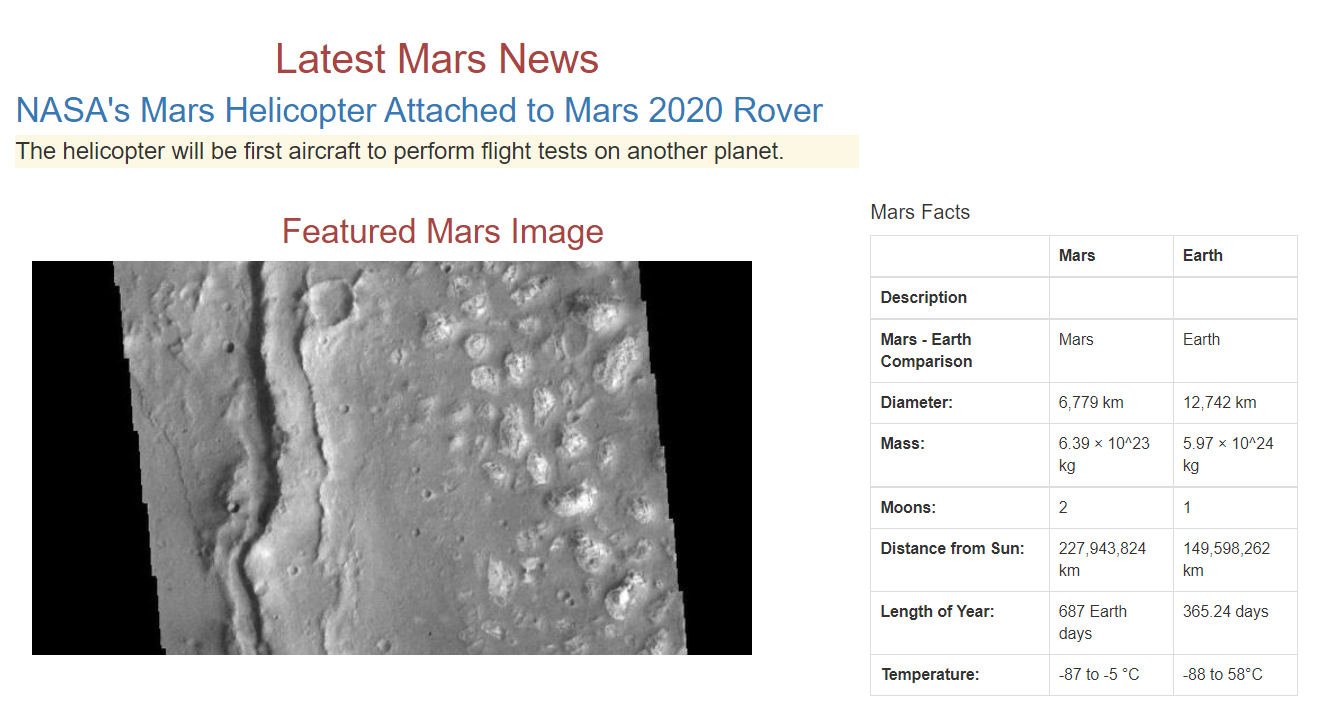 Latest Mars News
NASA's Mars Helicopter Attached to Mars 2020 Rover
The helicopter will be first aircraft to perform flight tests on another planet.
Featured Mars Image
Mars Facts
Mars Earth
Description
Mars - Earth Comparison Mars Earth
Diameter: 6,779 km 12,742 km
Mass: 6.39 × 10^23 kg 5.97 × 10^24 kg
Moons: 2 1
Distance from Sun: 227,943,824 km 149,598,262 km
Length of Year: 687 Earth days 365.24 days
Temperature: -87 to -5 °C -88 to 58°C